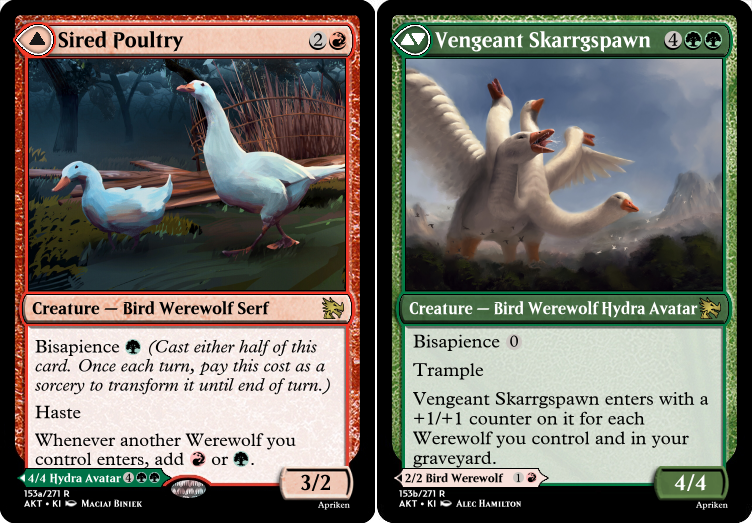 Sired Poultry
2
Creature — Bird Werewolf Serf
Bisapience (Cast either half of this
card. Once each turn, pay this cost as a
sorcery to transform it until end of turn.)
Haste
Whenever another Werewolf you
control enters, add or .
4/4 Hydra Avatar 4
3/2
153a/271 R
AKT • KI Maciaj Biniek
Apriken
Vengeant Skarrgspawn
4
Creature — Bird Werewolf Hydra Avatar
Bisapience 0
Trample
Vengeant Skarrgspawn enters with a
+1/+1 counter on it for each
Werewolf you control and in your
graveyard.
2/2 Bird Werewolf 1
4/4
153b/271 R
AKT • KI Alec Hamilton
Apriken